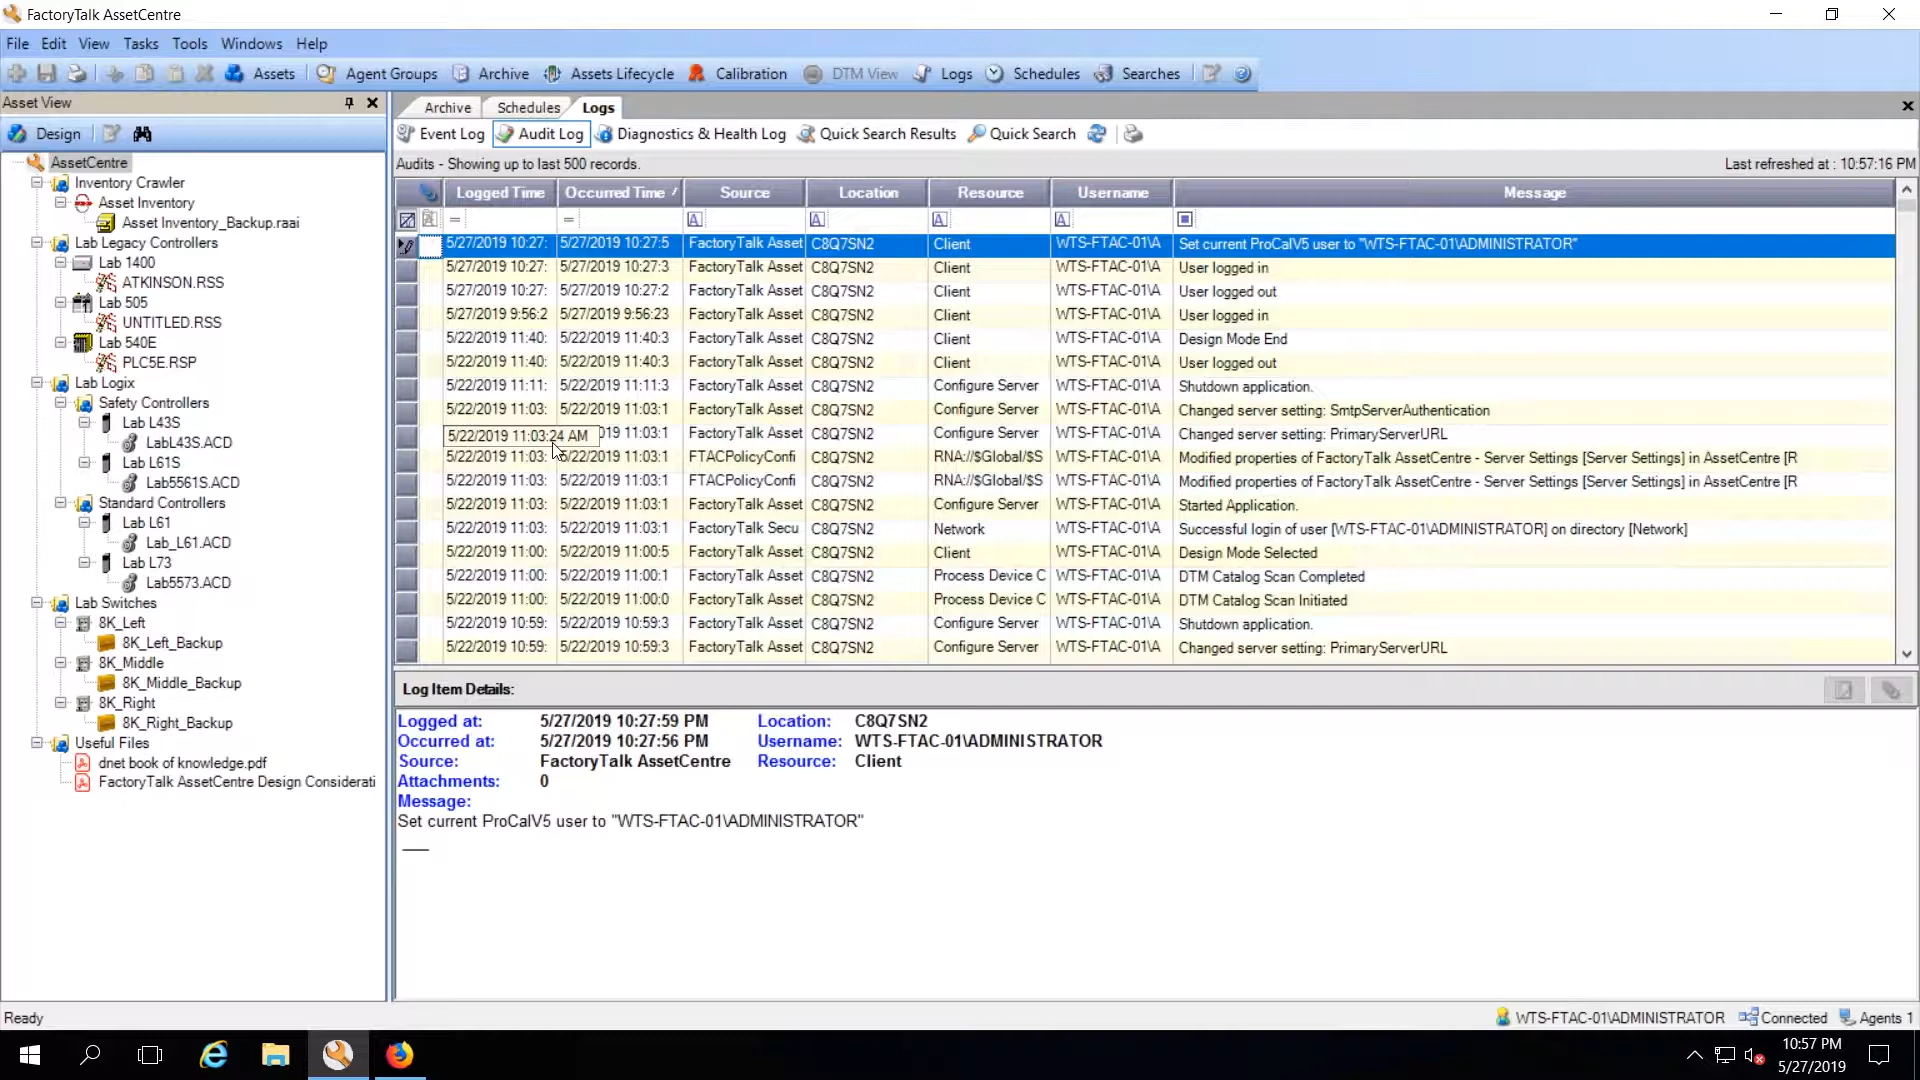 FactoryTalk AssetCentre
File Edit View Tasks Tools Windows Help
Assets Agent Groups Archive Assets Lifecycle Calibration DTM View Logs Schedules Searches
Asset View
Design
AssetCentre
Inventory Crawler
Asset Inventory
Asset Inventory_Backup.raai
Lab Legacy Controllers
Lab 1400
ATKINSON.RSS
Lab 505
UNTITLED.RSS
Lab 540E
PLC5E.RSP
Lab Logix
Safety Controllers
Lab L43S
LabL43S.ACD
Lab L61S
Lab5561S.ACD
Standard Controllers
Lab L61
Lab_L61.ACD
Lab L73
Lab5573.ACD
Lab Switches
8K_Left
8K_Left_Backup
8K_Middle
8K_Middle_Backup
8K_Right
8K_Right_Backup
Useful Files
dnet book of knowledge.pdf
FactoryTalk AssetCentre Design Considerati
Archive Schedules Logs
Event Log Audit Log Diagnostics & Health Log Quick Search Results Quick Search
Audits - Showing up to last 500 records. Last refreshed at : 10:57:16 PM
Logged Time Occurred Time Source Location Resource Username Message
= = A A A A
5/27/2019 10:27: 5/27/2019 10:27:5 FactoryTalk Asset C8Q7SN2 Client WTS-FTAC-01\A Set current ProCalV5 user to "WTS-FTAC-01\ADMINISTRATOR"
5/27/2019 10:27: 5/27/2019 10:27:3 FactoryTalk Asset C8Q7SN2 Client WTS-FTAC-01\A User logged in
5/27/2019 10:27: 5/27/2019 10:27:2 FactoryTalk Asset C8Q7SN2 Client WTS-FTAC-01\A User logged out
5/27/2019 9:56:2 5/27/2019 9:56:23 FactoryTalk Asset C8Q7SN2 Client WTS-FTAC-01\A User logged in
5/22/2019 11:40: 5/22/2019 11:40:3 FactoryTalk Asset C8Q7SN2 Client WTS-FTAC-01\A Design Mode End
5/22/2019 11:40: 5/22/2019 11:40:3 FactoryTalk Asset C8Q7SN2 Client WTS-FTAC-01\A User logged out
5/22/2019 11:11: 5/22/2019 11:11:3 FactoryTalk Asset C8Q7SN2 Configure Server WTS-FTAC-01\A Shutdown application.
5/22/2019 11:03: 5/22/2019 11:03:1 FactoryTalk Asset C8Q7SN2 Configure Server WTS-FTAC-01\A Changed server setting: SmtpServerAuthentication
5/22/2019 11:03:24 AM 19 11:03:1 FactoryTalk Asset C8Q7SN2 Configure Server WTS-FTAC-01\A Changed server setting: PrimaryServerURL
5/22/2019 11:03: 5/22/2019 11:03:1 FTACPolicyConfi C8Q7SN2 RNA://$Global/$S WTS-FTAC-01\A Modified properties of FactoryTalk AssetCentre - Server Settings [Server Settings] in AssetCentre [R
5/22/2019 11:03: 5/22/2019 11:03:1 FTACPolicyConfi C8Q7SN2 RNA://$Global/$S WTS-FTAC-01\A Modified properties of FactoryTalk AssetCentre - Server Settings [Server Settings] in AssetCentre [R
5/22/2019 11:03: 5/22/2019 11:03:1 FactoryTalk Asset C8Q7SN2 Configure Server WTS-FTAC-01\A Started Application.
5/22/2019 11:03: 5/22/2019 11:03:1 FactoryTalk Secu C8Q7SN2 Network WTS-FTAC-01\A Successful login of user [WTS-FTAC-01\ADMINISTRATOR] on directory [Network]
5/22/2019 11:00: 5/22/2019 11:00:5 FactoryTalk Asset C8Q7SN2 Client WTS-FTAC-01\A Design Mode Selected
5/22/2019 11:00: 5/22/2019 11:00:1 FactoryTalk Asset C8Q7SN2 Process Device C WTS-FTAC-01\A DTM Catalog Scan Completed
5/22/2019 11:00: 5/22/2019 11:00:0 FactoryTalk Asset C8Q7SN2 Process Device C WTS-FTAC-01\A DTM Catalog Scan Initiated
5/22/2019 10:59: 5/22/2019 10:59:3 FactoryTalk Asset C8Q7SN2 Configure Server WTS-FTAC-01\A Shutdown application.
5/22/2019 10:59: 5/22/2019 10:59:3 FactoryTalk Asset C8Q7SN2 Configure Server WTS-FTAC-01\A Changed server setting: PrimaryServerURL
Log Item Details:
Logged at: 5/27/2019 10:27:59 PM Location: C8Q7SN2
Occurred at: 5/27/2019 10:27:56 PM Username: WTS-FTAC-01\ADMINISTRATOR
Source: FactoryTalk AssetCentre Resource: Client
Attachments: 0
Message:
Set current ProCalV5 user to "WTS-FTAC-01\ADMINISTRATOR"
Ready WTS-FTAC-01\ADMINISTRATOR Connected Agents 1
10:57 PM
5/27/2019